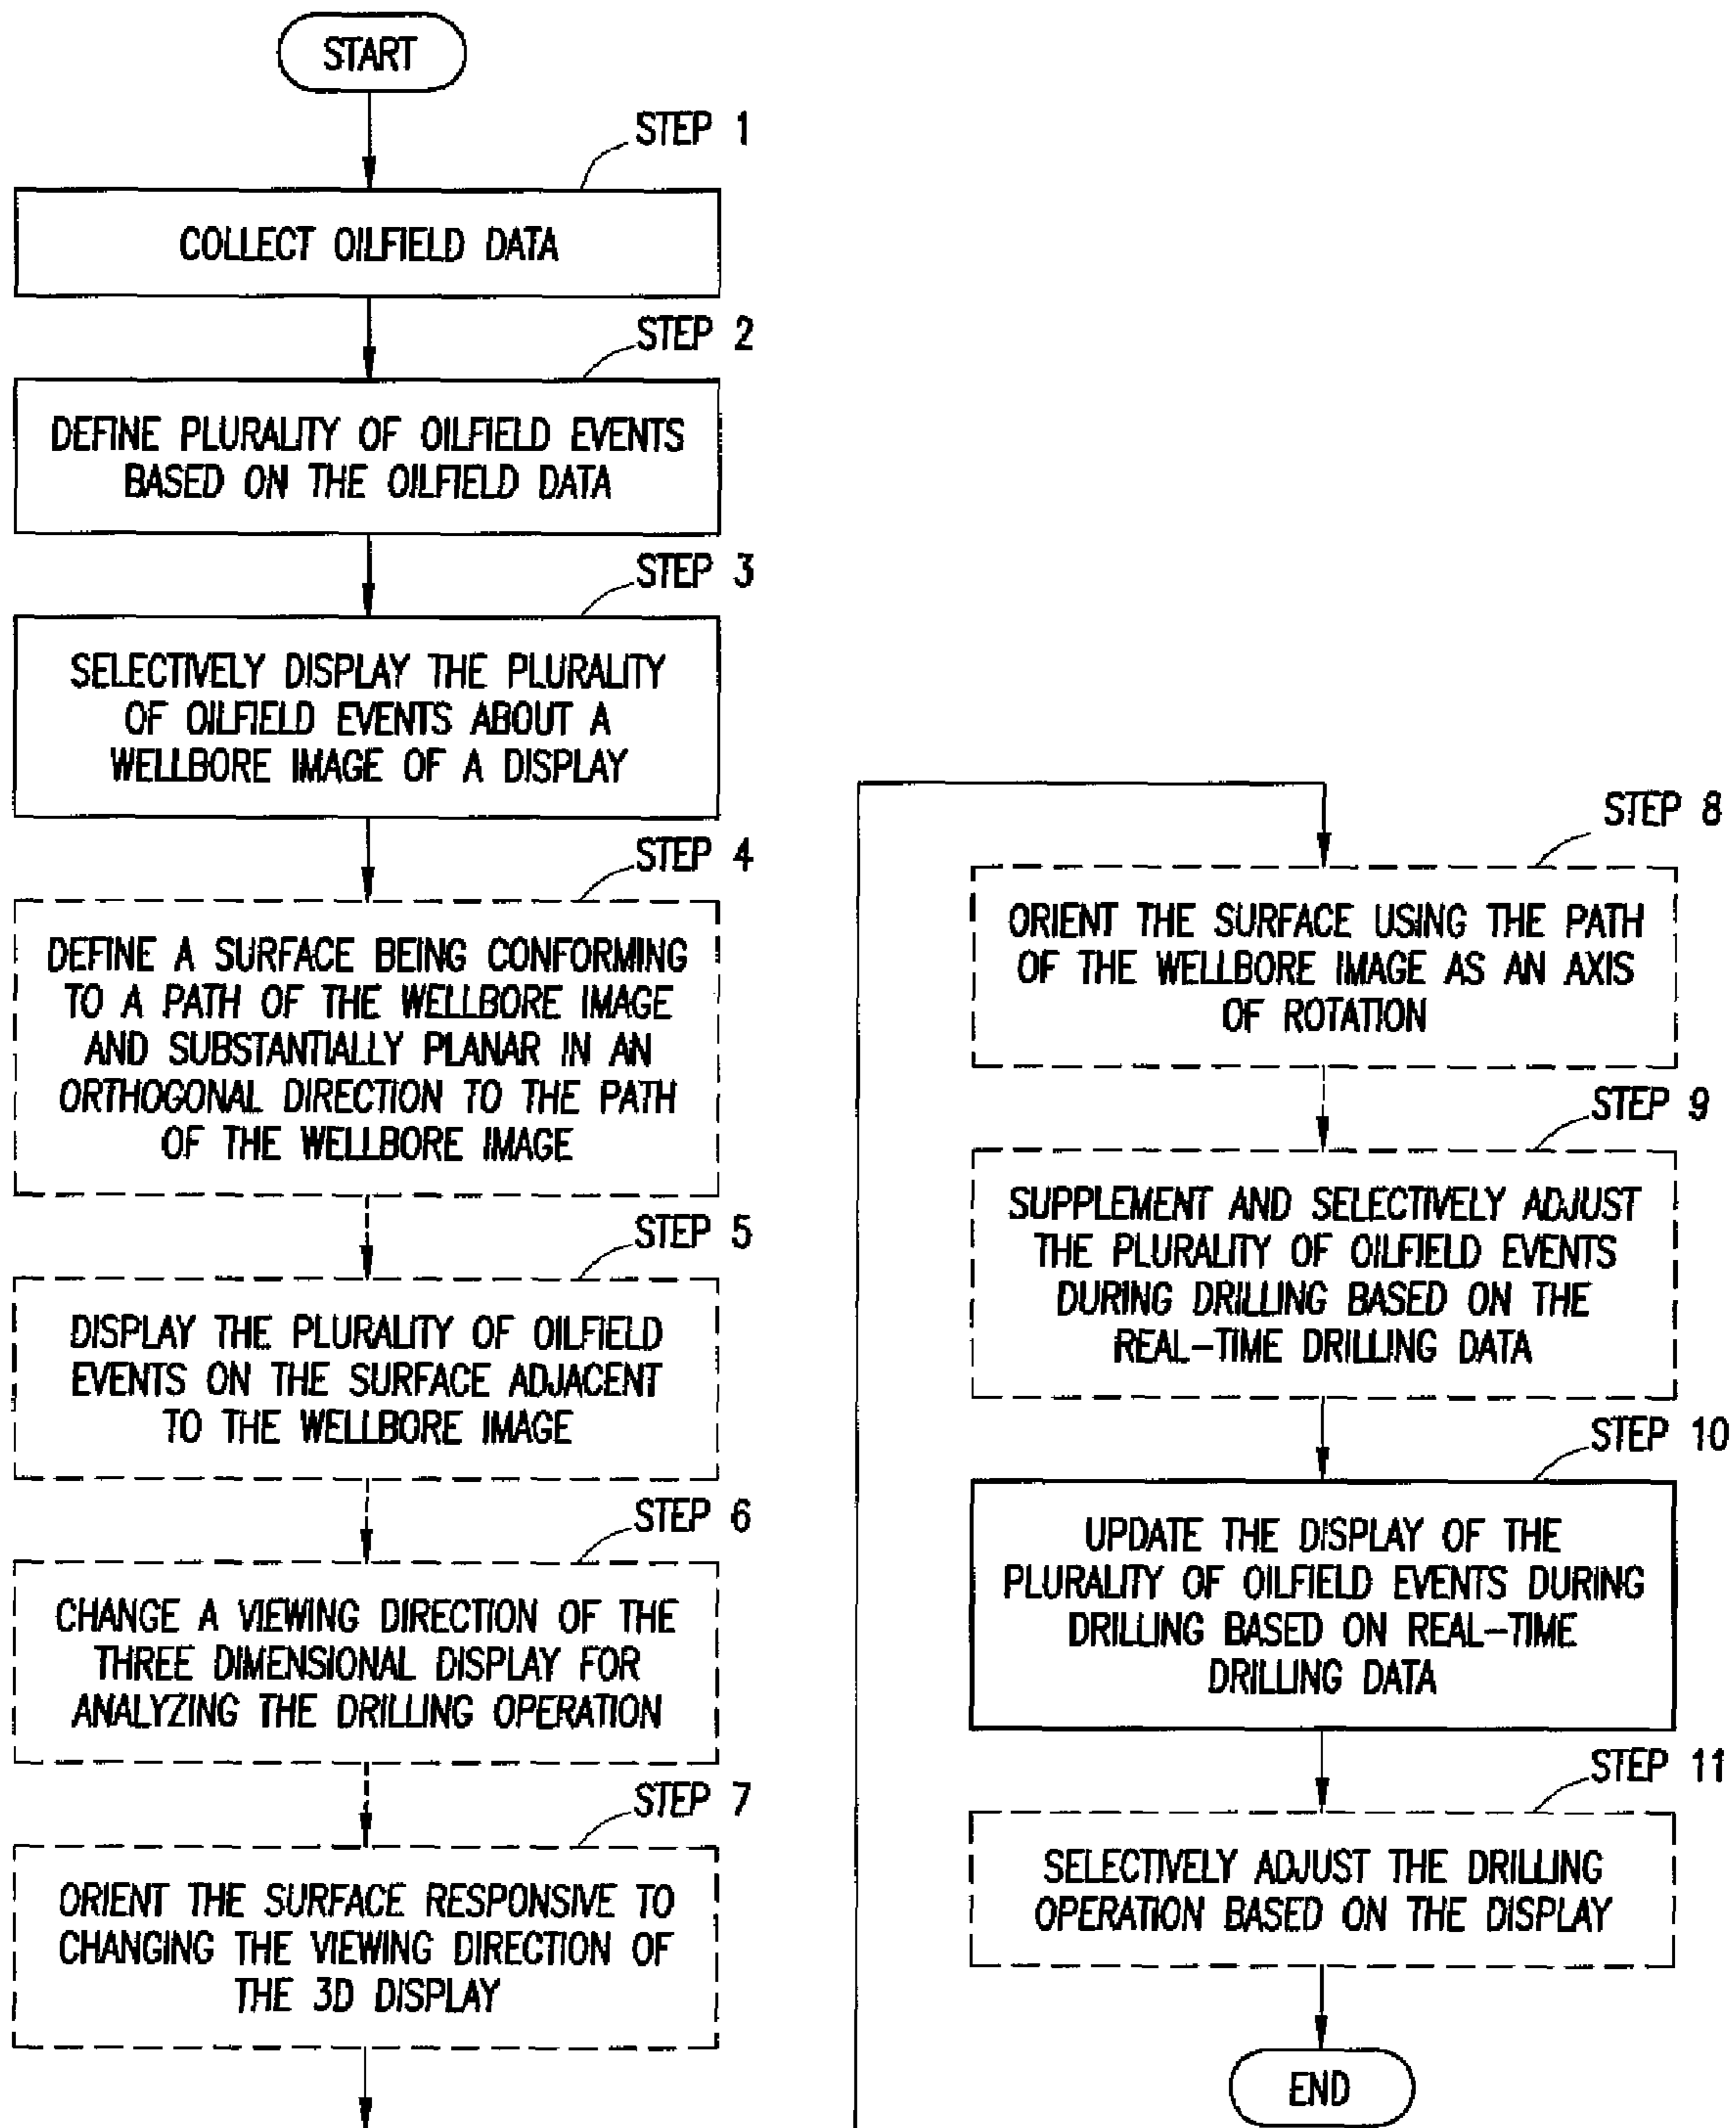 START
STEP 1
COLLECT OILFIELD DATA
STEP 2
DEFINE PLURALITY OF OILFIELD EVENTS
BASED ON THE OILFIELD DATA
STEP 3
SELECTIVELY DISPLAY THE PLURALITY
OF OILFIELD EVENTS ABOUT A
WELLBORE IMAGE OF A DISPLAY
STEP 4
DEFINE A SURFACE BEING CONFORMING
TO A PATH OF THE WELLBORE IMAGE
AND SUBSTANTIALLY PLANAR IN AN
ORTHOGONAL DIRECTION TO THE PATH
OF THE WELLBORE IMAGE
STEP 5
DISPLAY THE PLURALITY OF OILFIELD
EVENTS ON THE SURFACE ADJACENT
TO THE WELLBORE IMAGE
STEP 6
CHANGE A VIEWING DIRECTION OF THE
THREE DIMENSIONAL DISPLAY FOR
ANALYZING THE DRILLING OPERATION
STEP 7
ORIENT THE SURFACE RESPONSIVE TO
CHANGING THE VIEWING DIRECTION OF
THE 3D DISPLAY
STEP 8
ORIENT THE SURFACE USING THE PATH
OF THE WELLBORE IMAGE AS AN AXIS
OF ROTATION
STEP 9
SUPPLEMENT AND SELECTIVELY ADJUST
THE PLURALITY OF OILFIELD EVENTS
DURING DRILLING BASED ON THE
REAL-TIME DRILLING DATA
STEP 10
UPDATE THE DISPLAY OF THE
PLURALITY OF OILFIELD EVENTS DURING
DRILLING BASED ON REAL-TIME
DRILLING DATA
STEP 11
SELECTIVELY ADJUST THE DRILLING
OPERATION BASED ON THE DISPLAY
END